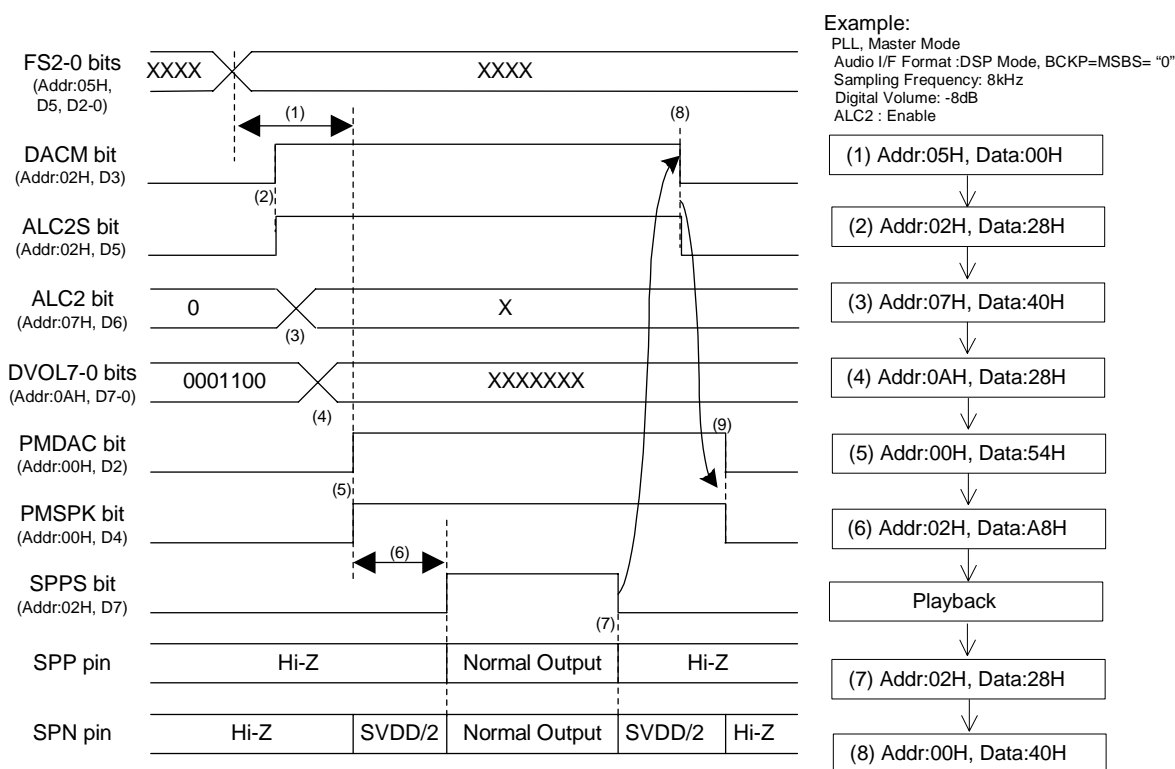 FS2-0 bits
(Addr:05H,
D5, D2-0)
XXXX
XXXX
(1)
(8)
DACM bit
(Addr:02H, D3)
(2)
ALC2S bit
(Addr:02H, D5)
ALC2 bit
(Addr:07H, D6)
0
X
(3)
DVOL7-0 bits
(Addr:0AH, D7-0)
0001100
XXXXXXX
(4)
PMDAC bit
(Addr:00H, D2)
(9)
(5)
PMSPK bit
(Addr:00H, D4)
(6)
SPPS bit
(Addr:02H, D7)
(7)
SPP pin
Hi-Z
Normal Output
Hi-Z
SPN pin
Hi-Z
SVDD/2
Normal Output
SVDD/2
Hi-Z
Example:
PLL, Master Mode
Audio I/F Format :DSP Mode, BCKP=MSBS= “0”
Sampling Frequency: 8kHz
Digital Volume: -8dB
ALC2 : Enable
(1) Addr:05H, Data:00H
(2) Addr:02H, Data:28H
(3) Addr:07H, Data:40H
(4) Addr:0AH, Data:28H
(5) Addr:00H, Data:54H
(6) Addr:02H, Data:A8H
Playback
(7) Addr:02H, Data:28H
(8) Addr:00H, Data:40H